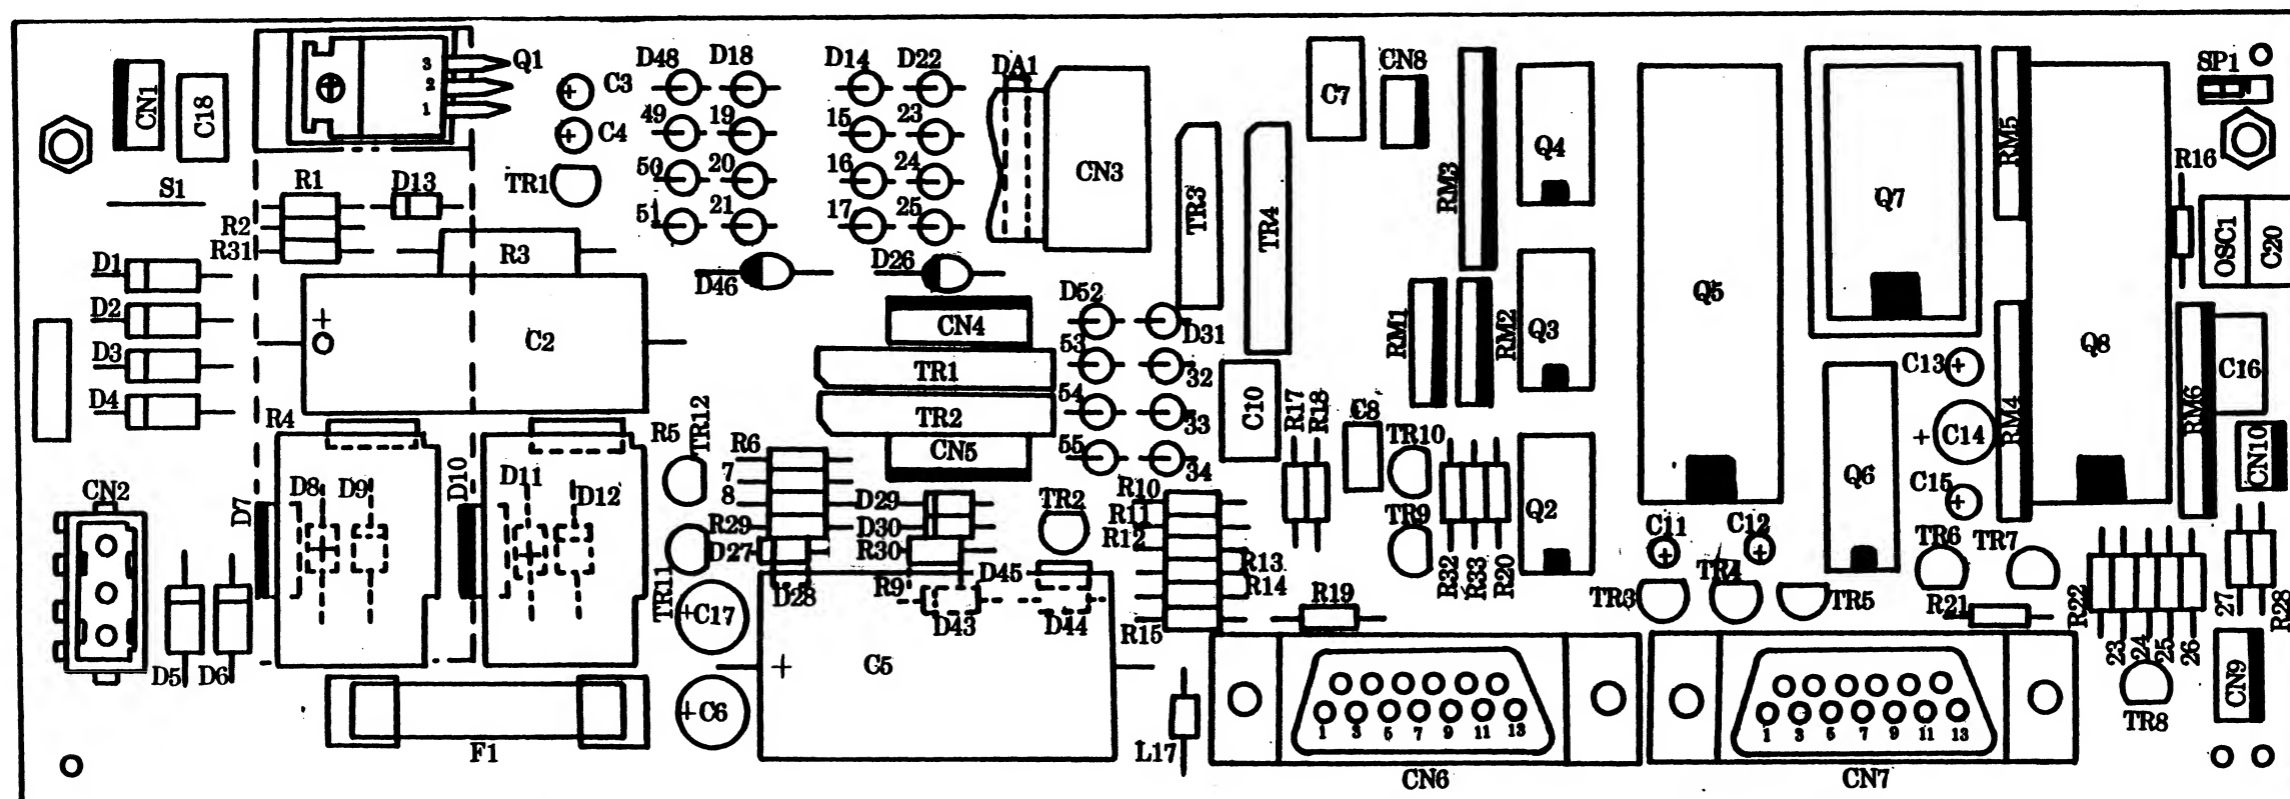 CN1
C18
3
2
1
Q1
C3
C4
TR1
D48
D18
49
19
50
20
51
21
D14
D22
15
23
16
24
17
25
DA1
CN3
C7
CN8
TR3
TR4
RM3
Q4
Q5
Q7
RM5
SP1
R16
OSC1
C20
S1
R1
D13
R2
R31
R3
D1
D2
D3
D4
+
C2
D46
D26
CN4
TR1
TR2
CN5
D52
D31
53
32
54
33
55
34
C10
R17
R18
C8
RM1
RM2
Q3
Q8
C13
+
C14
C15
RM4
RM6
C16
CN10
R4
R5
TR12
R6
7
8
R29
D27
D28
D29
D30
R30
R9
D45
D43
D44
TR2
R10
R11
R12
R13
R14
R15
TR10
TR9
R32
R33
R20
Q2
Q6
C11
C12
TR3
TR4
TR5
TR6
TR7
R21
R22
23
24
25
26
27
R28
CN2
D7
D8
D9
D10
D11
D12
TR11
+C17
D5
D6
F1
+C6
+
C5
L17
R19
1 3 5 7 9 11 13
CN6
1 3 5 7 9 11 13
CN7
TR8
CN9